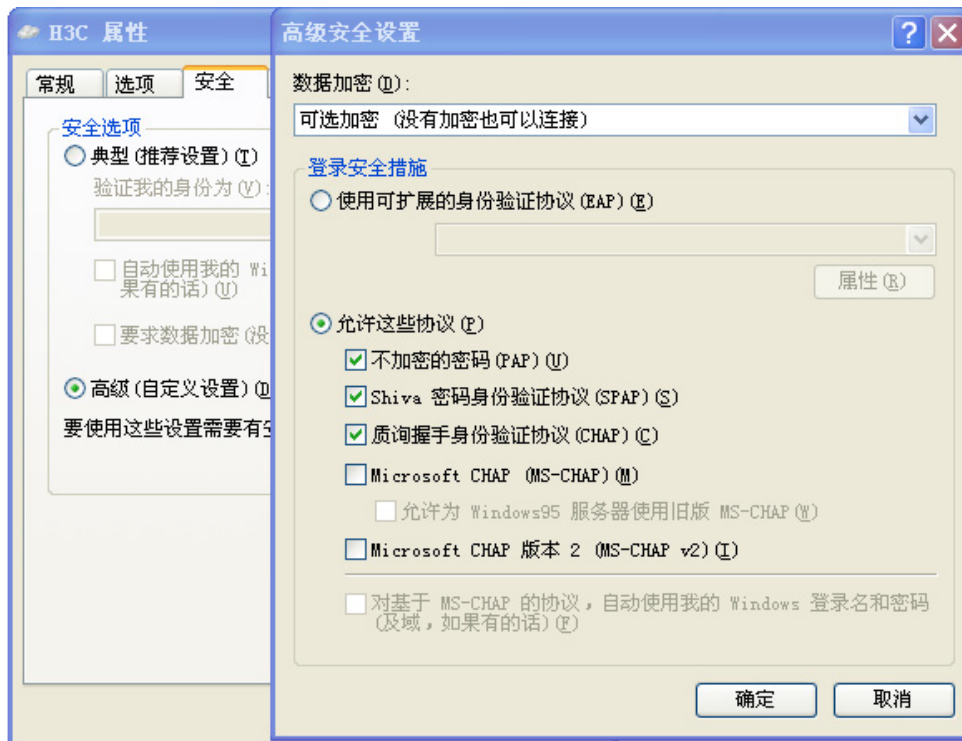 H3C 属性
常规
选项
安全
安全选项
典型(推荐设置)(T)
验证我的身份为(V):
自动使用我的 Wi
果有的话)(U)
要求数据加密(没
高级(自定义设置)(D
要使用这些设置需要有安
高级安全设置
数据加密(D):
可选加密 (没有加密也可以连接)
登录安全措施
使用可扩展的身份验证协议(EAP)(E)
属性(R)
允许这些协议(P)
不加密的密码(PAP)(U)
Shiva 密码身份验证协议(SPAP)(S)
质询握手身份验证协议(CHAP)(C)
Microsoft CHAP (MS-CHAP)(M)
允许为 Windows95 服务器使用旧版 MS-CHAP(W)
Microsoft CHAP 版本 2 (MS-CHAP v2)(I)
对基于 MS-CHAP 的协议，自动使用我的 Windows 登录名和密码
(及域，如果有的话)(F)
确定
取消